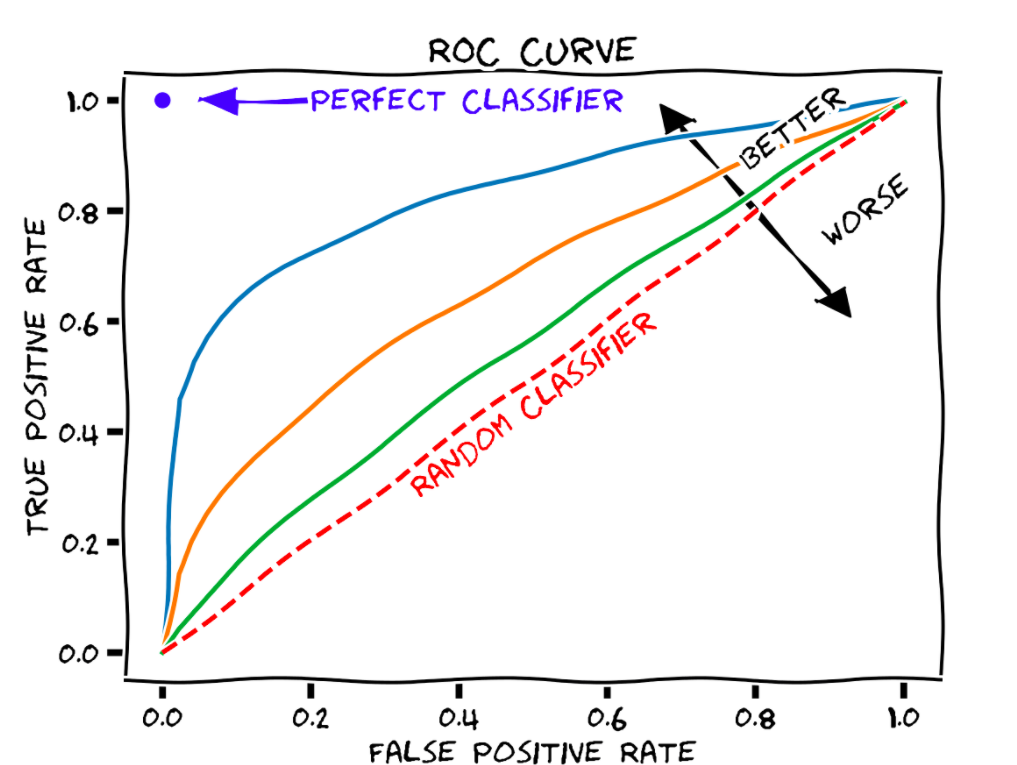 ROC CURVE
PERFECT CLASSIFIER
BETTER
WORSE
RANDOM CLASSIFIER
TRUE POSITIVE RATE
1.0
0.8
0.6
0.4
0.2
0.0
0.0 0.2 0.4 0.6 0.8 1.0
FALSE POSITIVE RATE